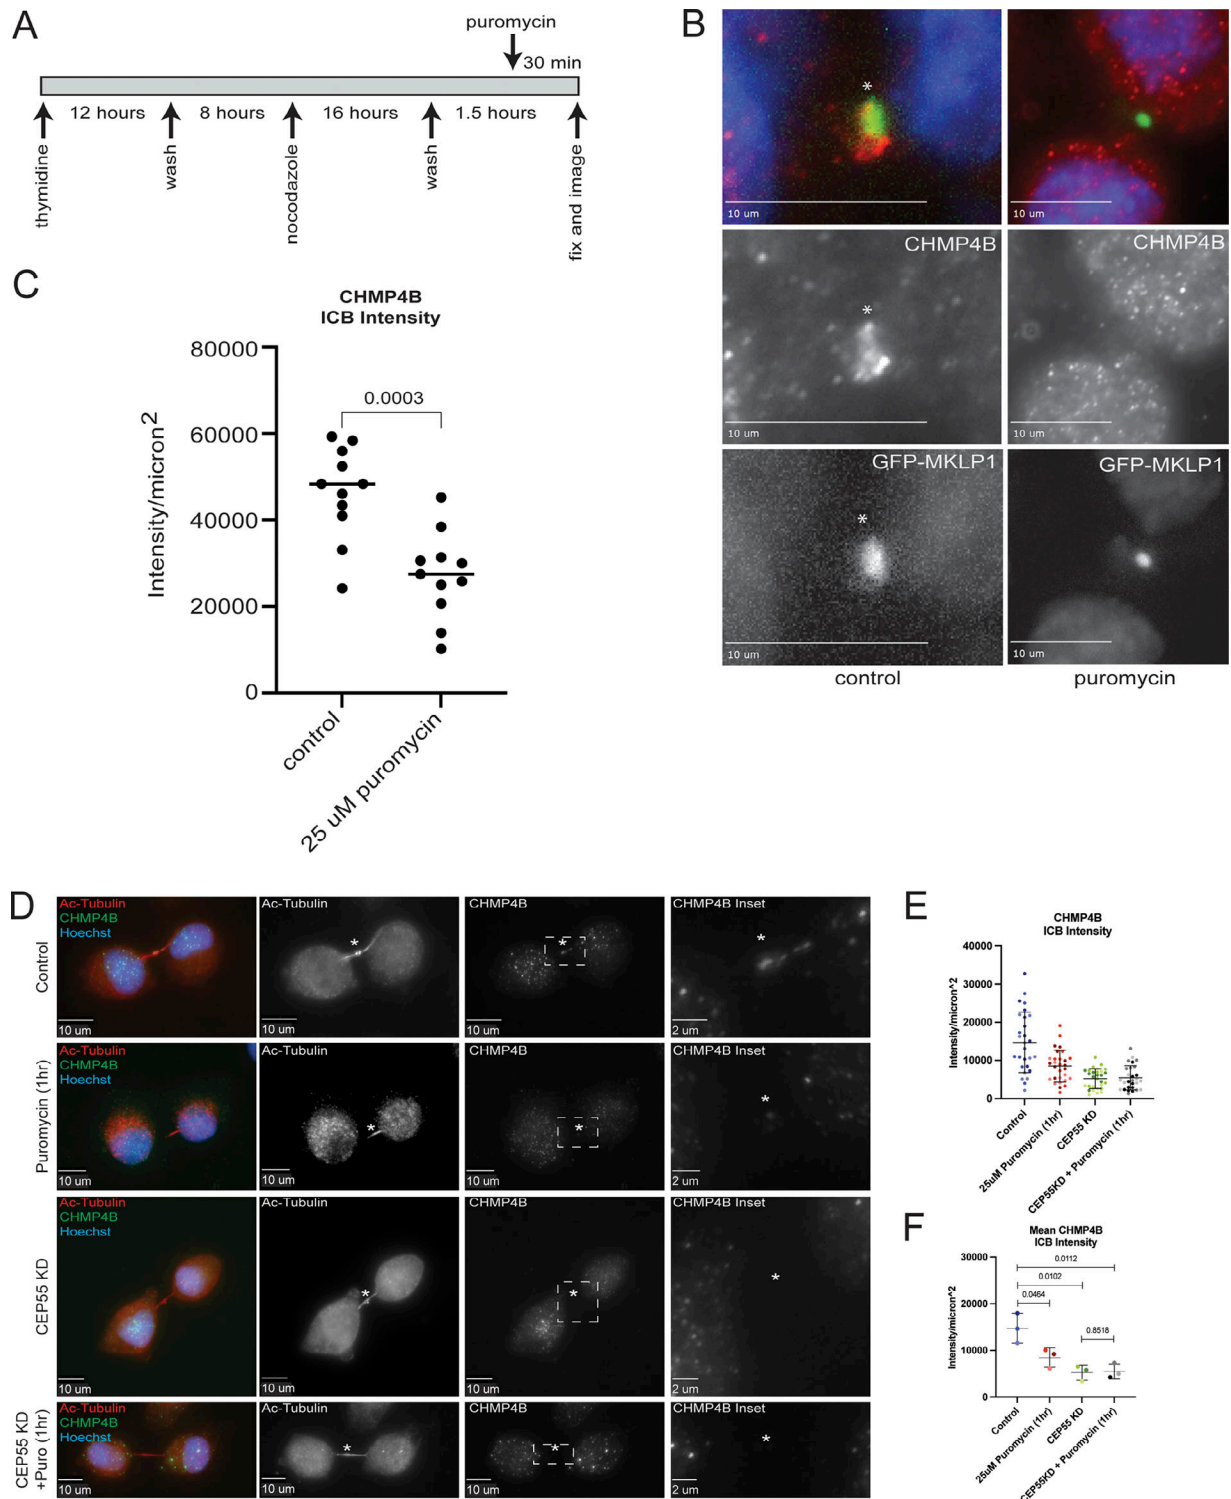 A
puromycin
30 min
12 hours
8 hours
16 hours
1.5 hours
thymidine
wash
nocodazole
wash
fix and image
B
*
10 um
10 um
CHMP4B
*
10 um
CHMP4B
10 um
GFP-MKLP1
*
10 um
GFP-MKLP1
10 um
control
puromycin
C
CHMP4B
ICB Intensity
Intensity/micron2
80000
60000
40000
20000
0
0.0003
control
25 uM puromycin
D
Control
Ac-Tubulin
CHMP4B
Hoechst
10 um
Ac-Tubulin
*
10 um
CHMP4B
*
10 um
CHMP4B Inset
*
2 um
Puromycin (1hr)
Ac-Tubulin
CHMP4B
Hoechst
10 um
Ac-Tubulin
*
10 um
CHMP4B
*
10 um
CHMP4B Inset
*
2 um
CEP55 KD
Ac-Tubulin
CHMP4B
Hoechst
10 um
Ac-Tubulin
*
10 um
CHMP4B
*
10 um
CHMP4B Inset
*
2 um
CEP55 KD
+Puro (1hr)
Ac-Tubulin
CHMP4B
Hoechst
10 um
Ac-Tubulin
*
10 um
CHMP4B
*
10 um
CHMP4B Inset
*
2 um
E
CHMP4B
ICB Intensity
Intensity/micron^2
40000
30000
20000
10000
0
Control
25uM Puromycin (1hr)
CEP55 KD
CEP55KD + Puromycin (1hr)
F
Mean CHMP4B
ICB Intensity
Intensity/micron^2
30000
20000
10000
0
0.0112
0.0102
0.0464
0.8518
Control
25uM Puromycin (1hr)
CEP55 KD
CEP55KD + Puromycin (1hr)